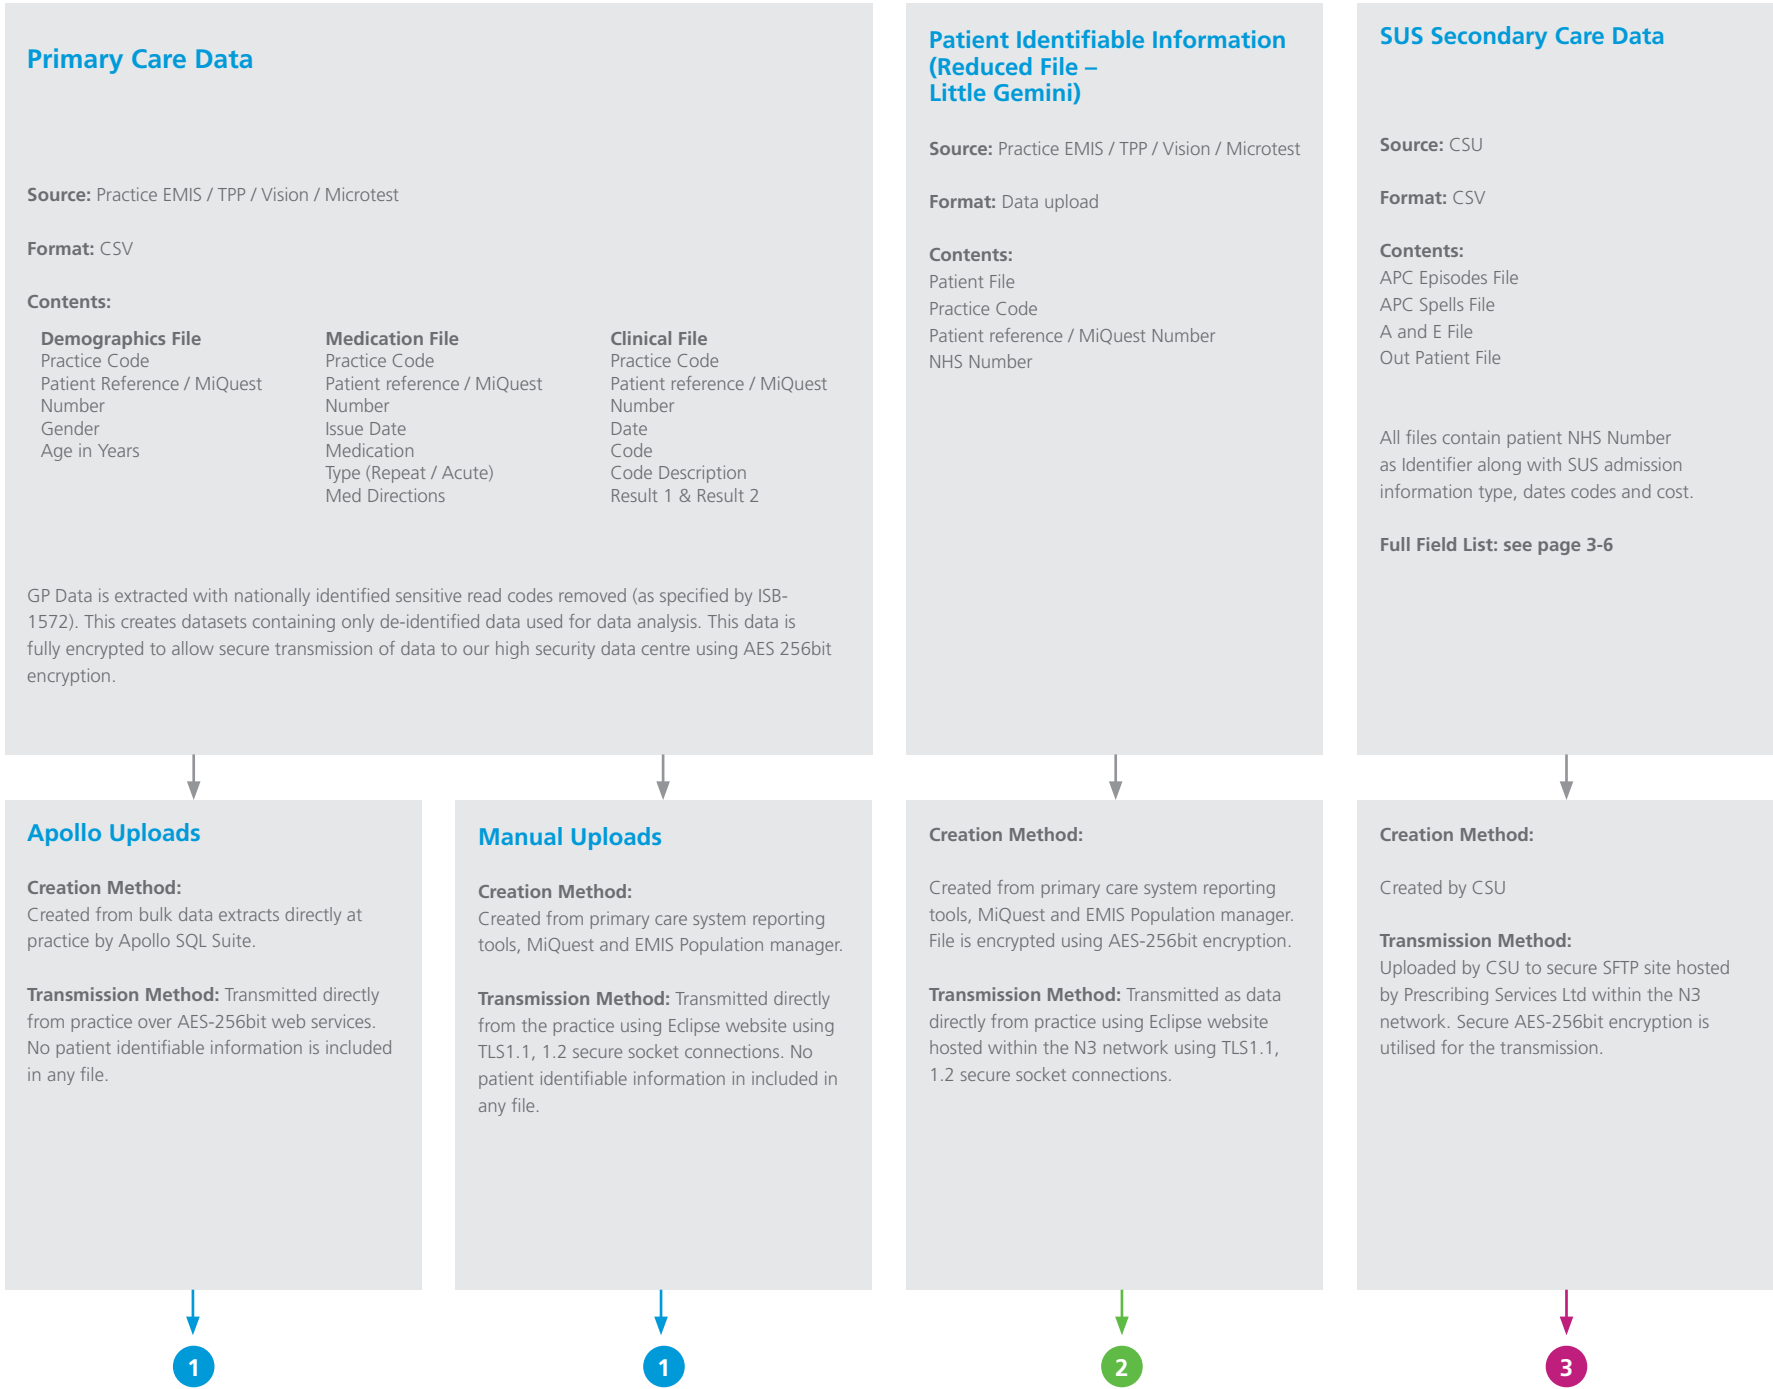 Primary Care Data
Source: Practice EMIS / TPP / Vision / Microtest
Format: CSV
Contents:
Demographics File
Practice Code
Patient Reference / MiQuest
Number
Gender
Age in Years
Medication File
Practice Code
Patient reference / MiQuest
Number
Issue Date
Medication
Type (Repeat / Acute)
Med Directions
Clinical File
Practice Code
Patient reference / MiQuest
Number
Date
Code
Code Description
Result 1 & Result 2
GP Data is extracted with nationally identified sensitive read codes removed (as specified by ISB-
1572). This creates datasets containing only de-identified data used for data analysis. This data is
fully encrypted to allow secure transmission of data to our high security data centre using AES 256bit
encryption.
Patient Identifiable Information
(Reduced File –
Little Gemini)
Source: Practice EMIS / TPP / Vision / Microtest
Format: Data upload
Contents:
Patient File
Practice Code
Patient reference / MiQuest Number
NHS Number
SUS Secondary Care Data
Source: CSU
Format: CSV
Contents:
APC Episodes File
APC Spells File
A and E File
Out Patient File
All files contain patient NHS Number
as Identifier along with SUS admission
information type, dates codes and cost.
Full Field List: see page 3-6
Apollo Uploads
Creation Method:
Created from bulk data extracts directly at
practice by Apollo SQL Suite.
Transmission Method: Transmitted directly
from practice over AES-256bit web services.
No patient identifiable information is included
in any file.
Manual Uploads
Creation Method:
Created from primary care system reporting
tools, MiQuest and EMIS Population manager.
Transmission Method: Transmitted directly
from the practice using Eclipse website using
TLS1.1, 1.2 secure socket connections. No
patient identifiable information in included in
any file.
Creation Method:
Created from primary care system reporting
tools, MiQuest and EMIS Population manager.
File is encrypted using AES-256bit encryption.
Transmission Method: Transmitted as data
directly from practice using Eclipse website
hosted within the N3 network using TLS1.1,
1.2 secure socket connections.
Creation Method:
Created by CSU
Transmission Method:
Uploaded by CSU to secure SFTP site hosted
by Prescribing Services Ltd within the N3
network. Secure AES-256bit encryption is
utilised for the transmission.
1
1
2
3